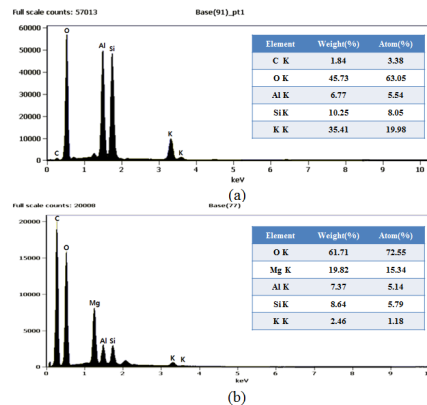 Full scale counts: 57013 Base(91)_pt1
60000
50000
40000
30000
20000
10000
0
O
Al
Si
K
K
C
0 1 2 3 4 5 6 7 8 9 10
keV
Element Weight(%) Atom(%)
C K 1.84 3.38
O K 45.73 63.05
Al K 6.77 5.54
Si K 10.25 8.05
K K 35.41 19.98
(a)
Full scale counts: 20008 Base(77)
20000
15000
10000
5000
0
C
O
Mg
Al Si
K K
0 1 2 3 4 5 6 7 8 9
keV
Element Weight(%) Atom(%)
O K 61.71 72.55
Mg K 19.82 15.34
Al K 7.37 5.14
Si K 8.64 5.79
K K 2.46 1.18
(b)